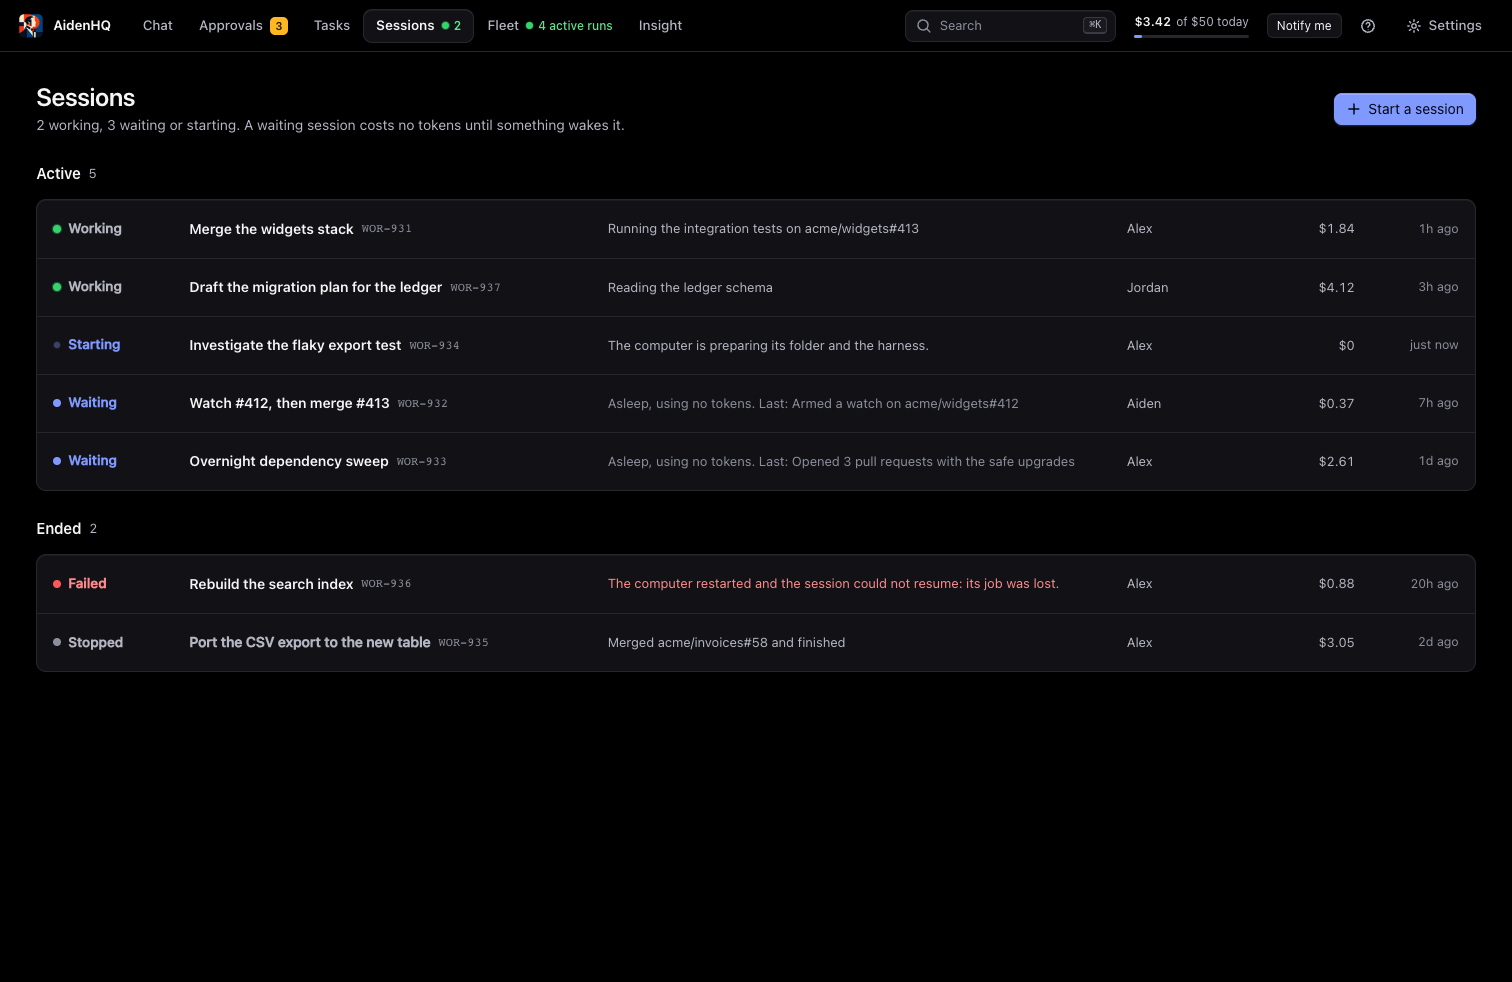 AidenHQ Chat Approvals 3 Tasks Sessions 2 Fleet 4 active runs Insight Search ⌘K $3.42 of $50 today Notify me Settings
Sessions
2 working, 3 waiting or starting. A waiting session costs no tokens until something wakes it.
Start a session
Active 5
Working Merge the widgets stack WOR-931 Running the integration tests on acme/widgets#413 Alex $1.84 1h ago
Working Draft the migration plan for the ledger WOR-937 Reading the ledger schema Jordan $4.12 3h ago
Starting Investigate the flaky export test WOR-934 The computer is preparing its folder and the harness. Alex $0 just now
Waiting Watch #412, then merge #413 WOR-932 Asleep, using no tokens. Last: Armed a watch on acme/widgets#412 Aiden $0.37 7h ago
Waiting Overnight dependency sweep WOR-933 Asleep, using no tokens. Last: Opened 3 pull requests with the safe upgrades Alex $2.61 1d ago
Ended 2
Failed Rebuild the search index WOR-936 The computer restarted and the session could not resume: its job was lost. Alex $0.88 20h ago
Stopped Port the CSV export to the new table WOR-935 Merged acme/invoices#58 and finished Alex $3.05 2d ago